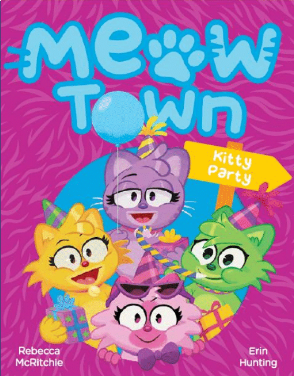 Meow
Town
Kitty
Party
Rebecca
McRitchie
Erin
Hunting